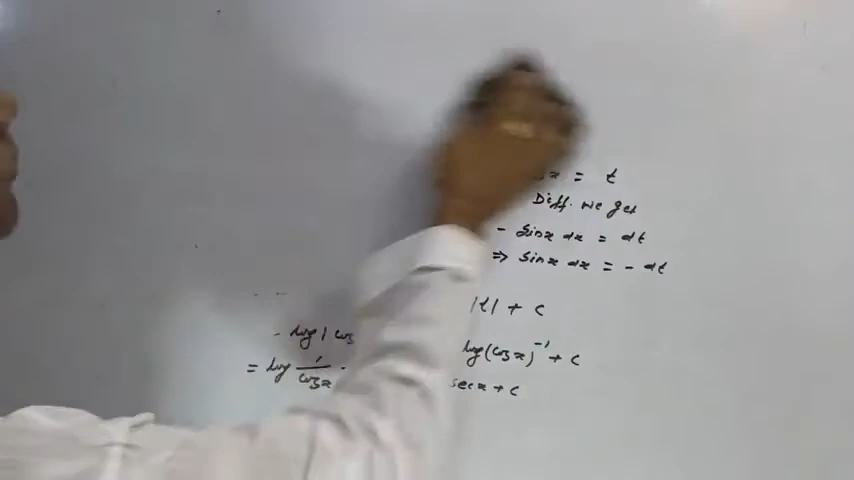 x = t
Diff. we get
- sinx dx = dt
⇒ sinx dx = - dt
|t| + c
- log | cos
log(cosx)⁻¹ + c
= log 1/cosx
secx + c